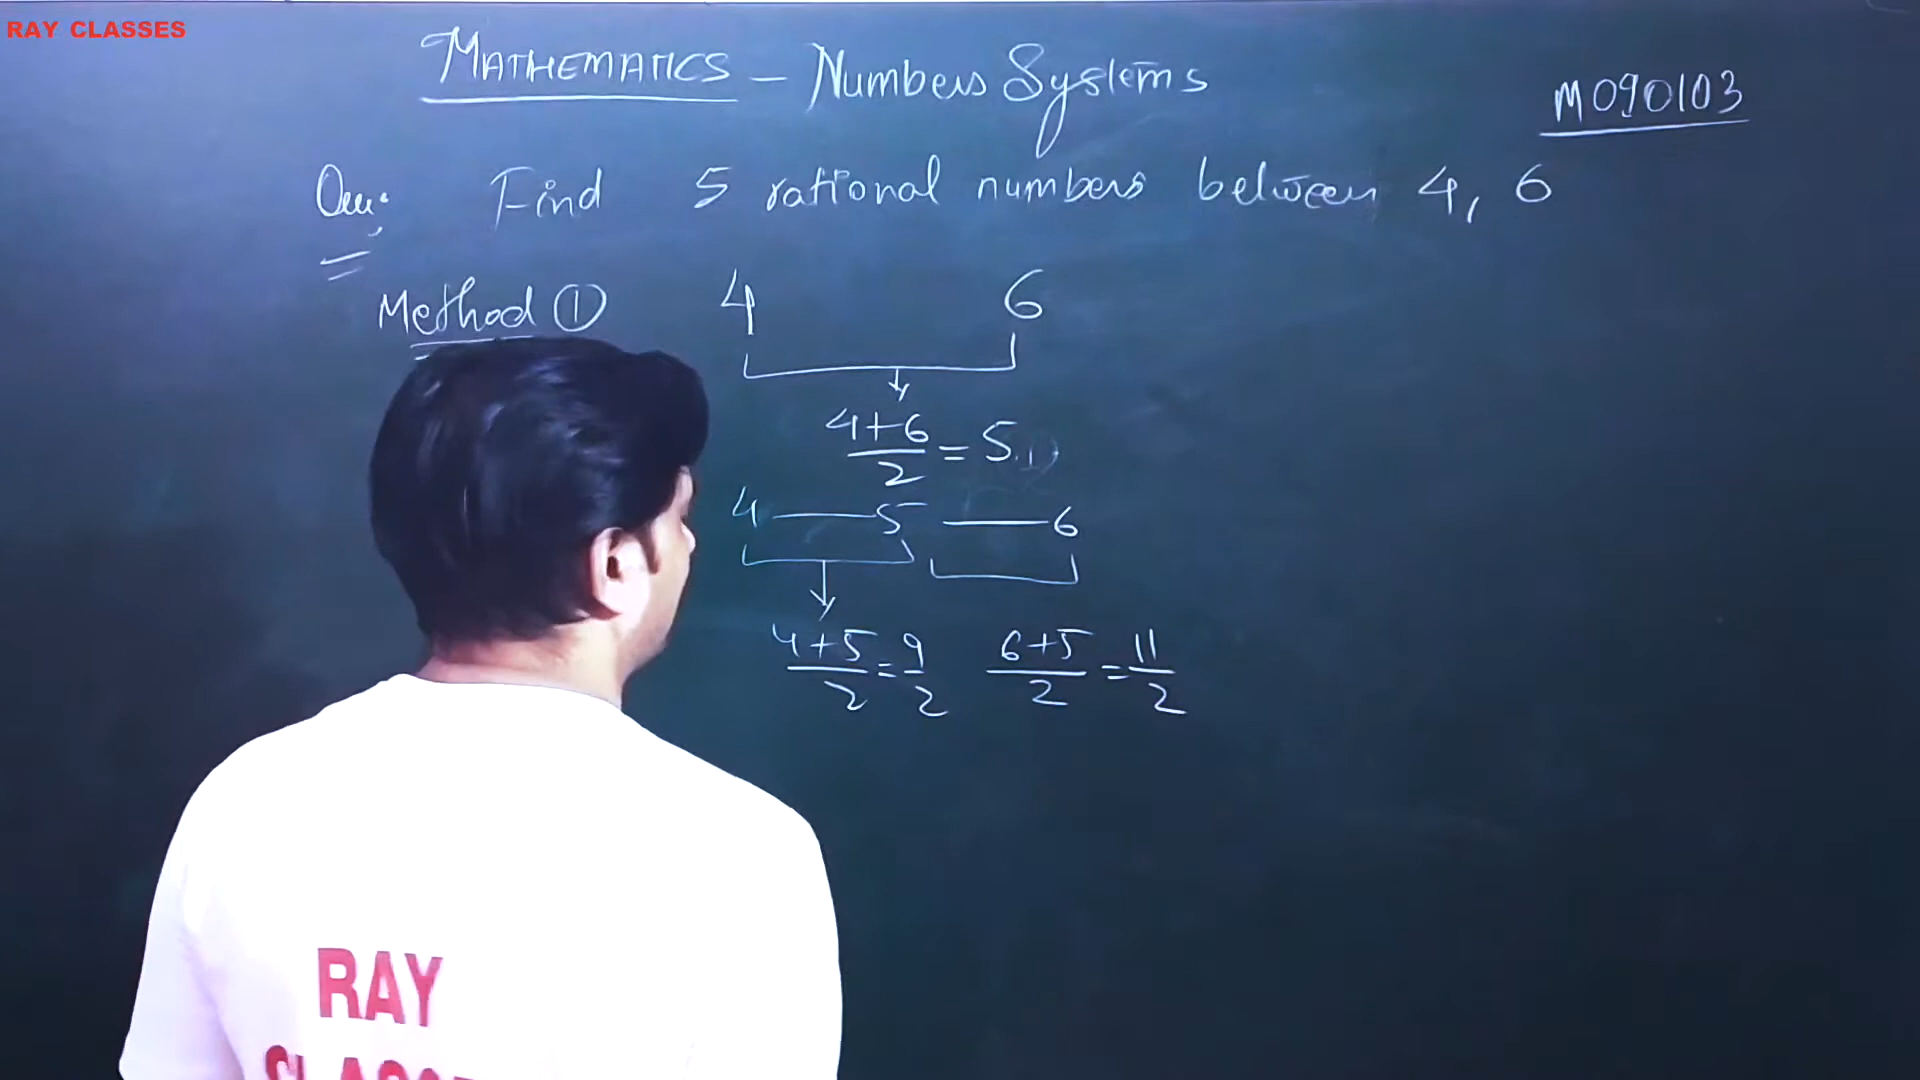 RAY CLASSES
MATHEMATICS - Numbers Systems
M090103
Que: Find 5 rational numbers between 4, 6
Method ① 4 6
4+6/2 = 5
4 — 5 — 6
4+5/2 = 9/2 6+5/2 = 11/2
RAY